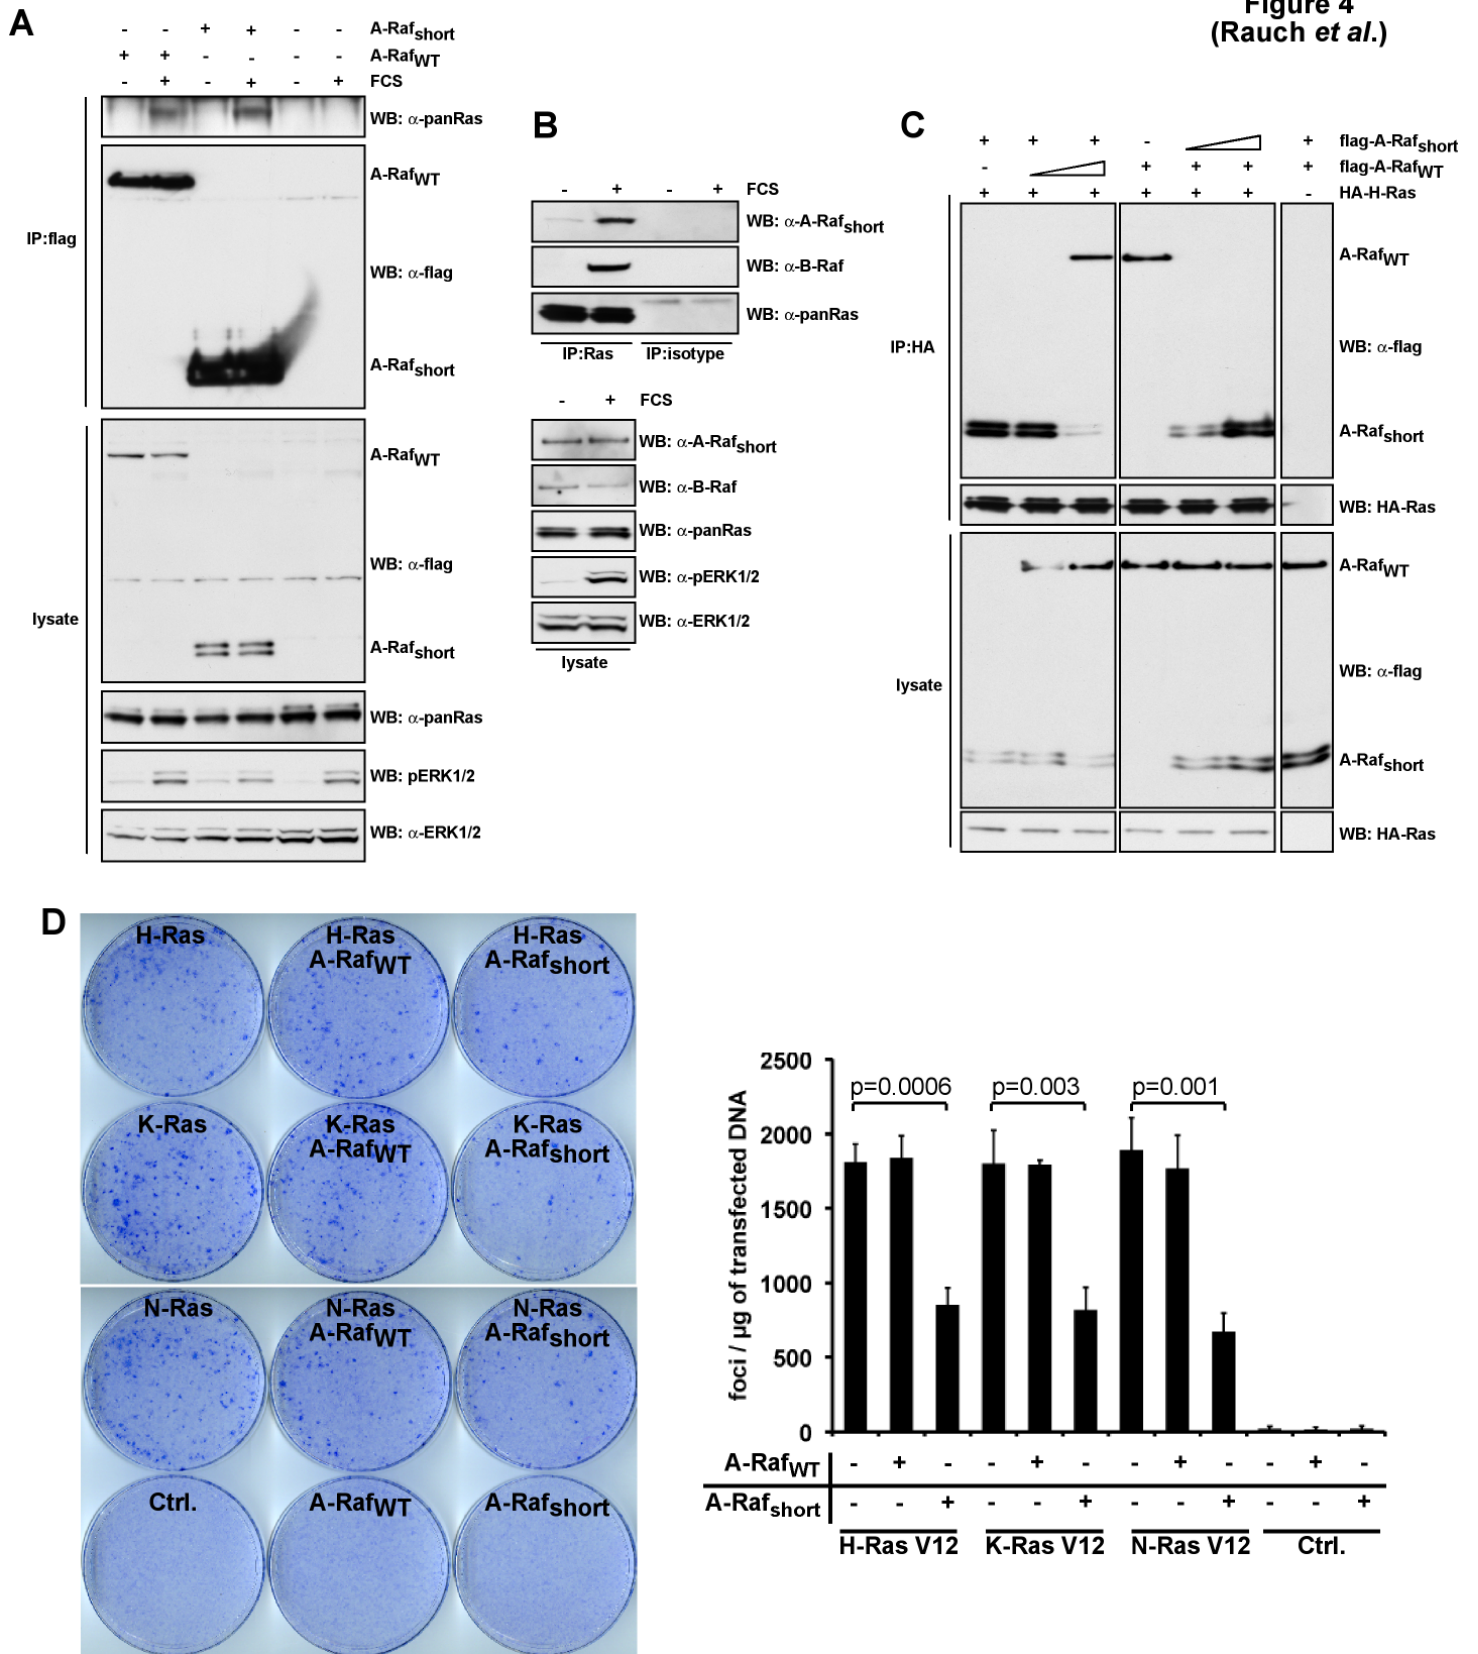 Figure 4
(Rauch et al.)
A
- - + + - - A-Rafshort
+ + - - - - A-RafWT
- + - + - + FCS
WB: α-panRas
A-RafWT
IP:flag
WB: α-flag
A-Rafshort
A-RafWT
WB: α-flag
lysate
A-Rafshort
WB: α-panRas
WB: pERK1/2
WB: α-ERK1/2
B
- + - + FCS
WB: α-A-Rafshort
WB: α-B-Raf
WB: α-panRas
IP:Ras IP:isotype
- + FCS
WB: α-A-Rafshort
WB: α-B-Raf
WB: α-panRas
WB: α-pERK1/2
WB: α-ERK1/2
lysate
C
+ + + - + flag-A-Rafshort
- + + + + flag-A-RafWT
+ + + + + + - HA-H-Ras
A-RafWT
IP:HA
WB: α-flag
A-Rafshort
WB: HA-Ras
A-RafWT
WB: α-flag
lysate
A-Rafshort
WB: HA-Ras
D
H-Ras
H-Ras
A-RafWT
H-Ras
A-Rafshort
K-Ras
K-Ras
A-RafWT
K-Ras
A-Rafshort
N-Ras
N-Ras
A-RafWT
N-Ras
A-Rafshort
Ctrl.
A-RafWT
A-Rafshort
foci / µg of transfected DNA
2500
2000
1500
1000
500
0
p=0.0006
p=0.003
p=0.001
A-RafWT - + - - + - - + - - + -
A-Rafshort - - + - - + - - + - - +
H-Ras V12 K-Ras V12 N-Ras V12 Ctrl.